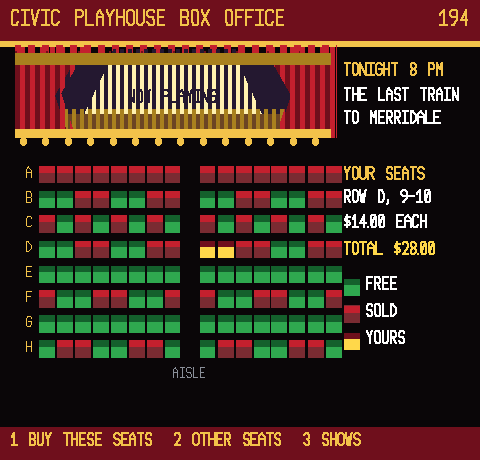 CIVIC PLAYHOUSE BOX OFFICE 194
NOT PLAYING
TONIGHT 8 PM
THE LAST TRAIN
TO MERRIDALE
YOUR SEATS
ROW D, 9-10
$14.00 EACH
TOTAL $28.00
A
B
C
D
E
F
G
H
FREE
SOLD
YOURS
AISLE
1 BUY THESE SEATS 2 OTHER SEATS 3 SHOWS